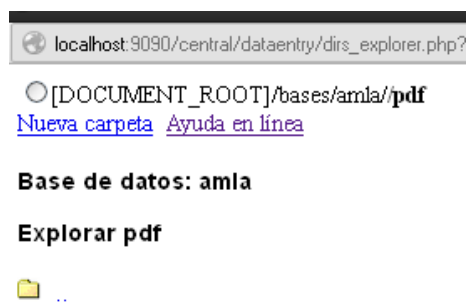 localhost:9090/central/dataentry/dirs_explorer.php?
[DOCUMENT_ROOT]/bases/amla//pdf
Nueva carpeta Ayuda en línea
Base de datos: amla
Explorar pdf
..